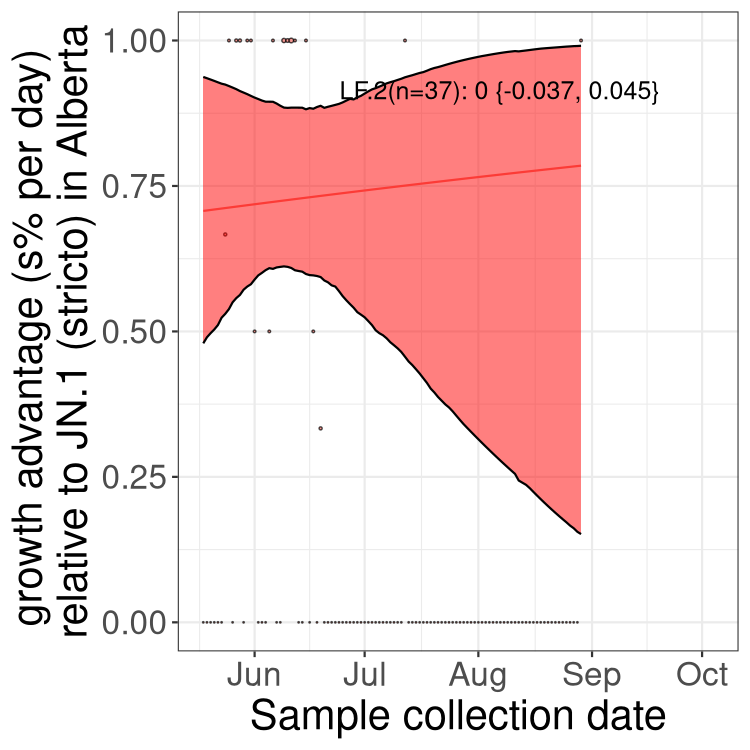 growth advantage (s% per day)
relative to JN.1 (stricto) in Alberta
1.00
0.75
0.50
0.25
0.00
LF.2(n=37): 0 {-0.037, 0.045}
Jun
Jul
Aug
Sep
Oct
Sample collection date